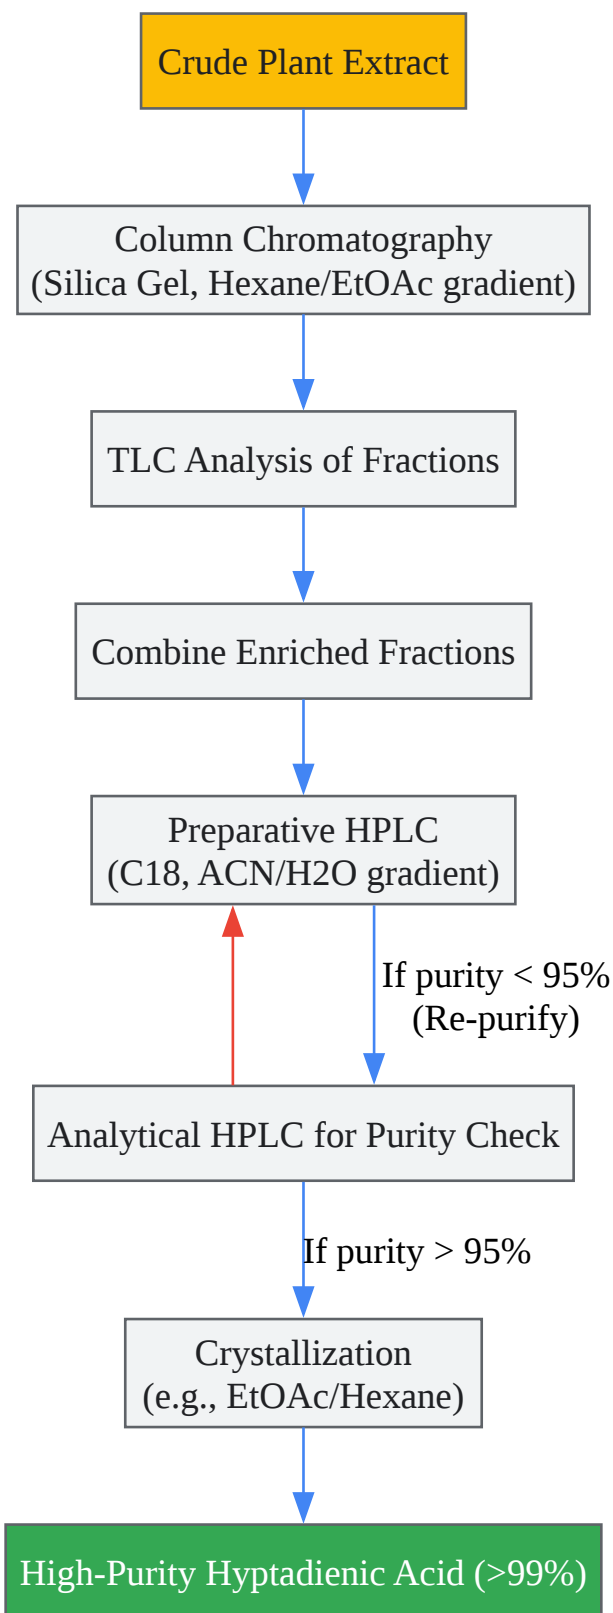 Crude Plant Extract
Column Chromatography
(Silica Gel, Hexane/EtOAc gradient)
TLC Analysis of Fractions
Combine Enriched Fractions
Preparative HPLC
(C18, ACN/H2O gradient)
If purity < 95%
(Re-purify)
Analytical HPLC for Purity Check
If purity > 95%
Crystallization
(e.g., EtOAc/Hexane)
High-Purity Hyptadienic Acid (>99%)